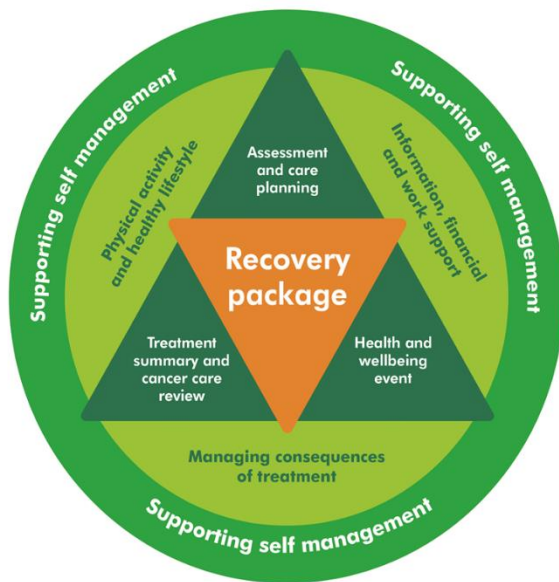 Supporting self management
Supporting self management
Physical activity
and healthy lifestyle
Assessment
and care
planning
Information, financial
and work support
Recovery
package
Treatment
summary and
cancer care
review
Health and
wellbeing
event
Managing consequences
of treatment
Supporting self management